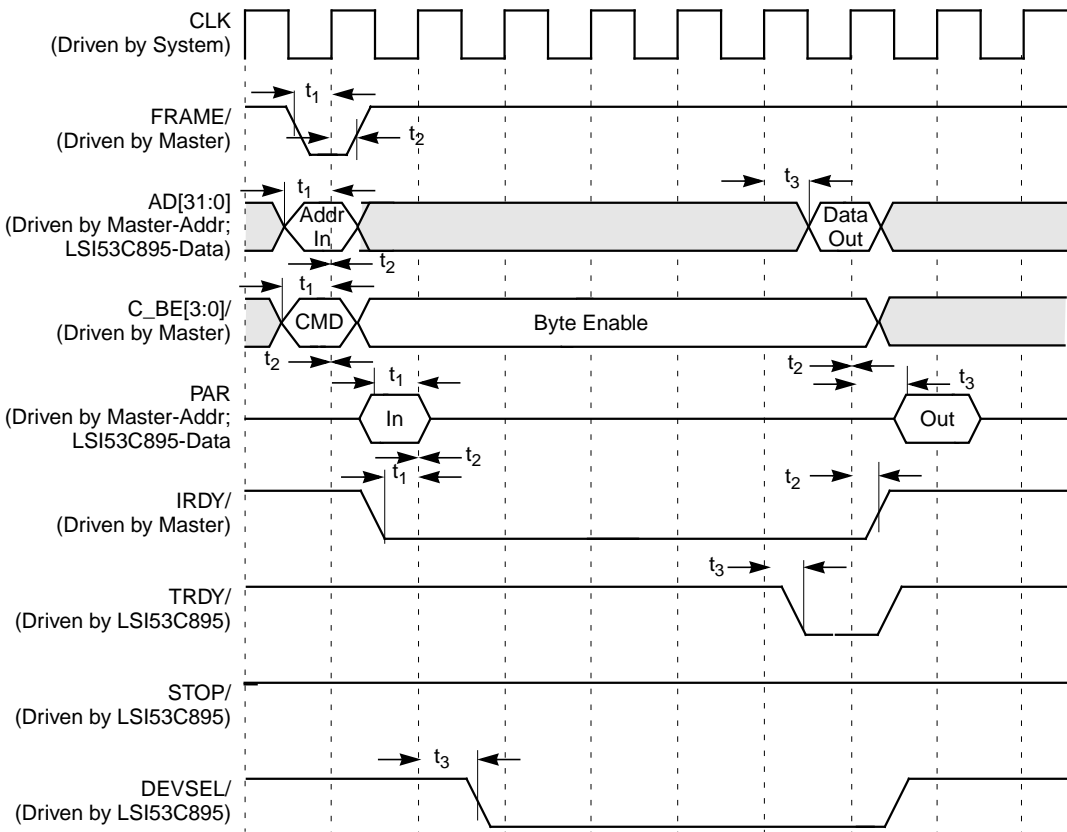 CLK
(Driven by System)
t1
FRAME/
(Driven by Master)
t2
t1
t3
AD[31:0]
(Driven by Master-Addr;
LSI53C895-Data)
Addr
In
Data
Out
t2
t1
C_BE[3:0]/
(Driven by Master)
CMD
Byte Enable
t2
t2
t1
t3
PAR
(Driven by Master-Addr;
LSI53C895-Data
In
Out
t2
t1
t2
IRDY/
(Driven by Master)
t3
TRDY/
(Driven by LSI53C895)
STOP/
(Driven by LSI53C895)
t3
DEVSEL/
(Driven by LSI53C895)